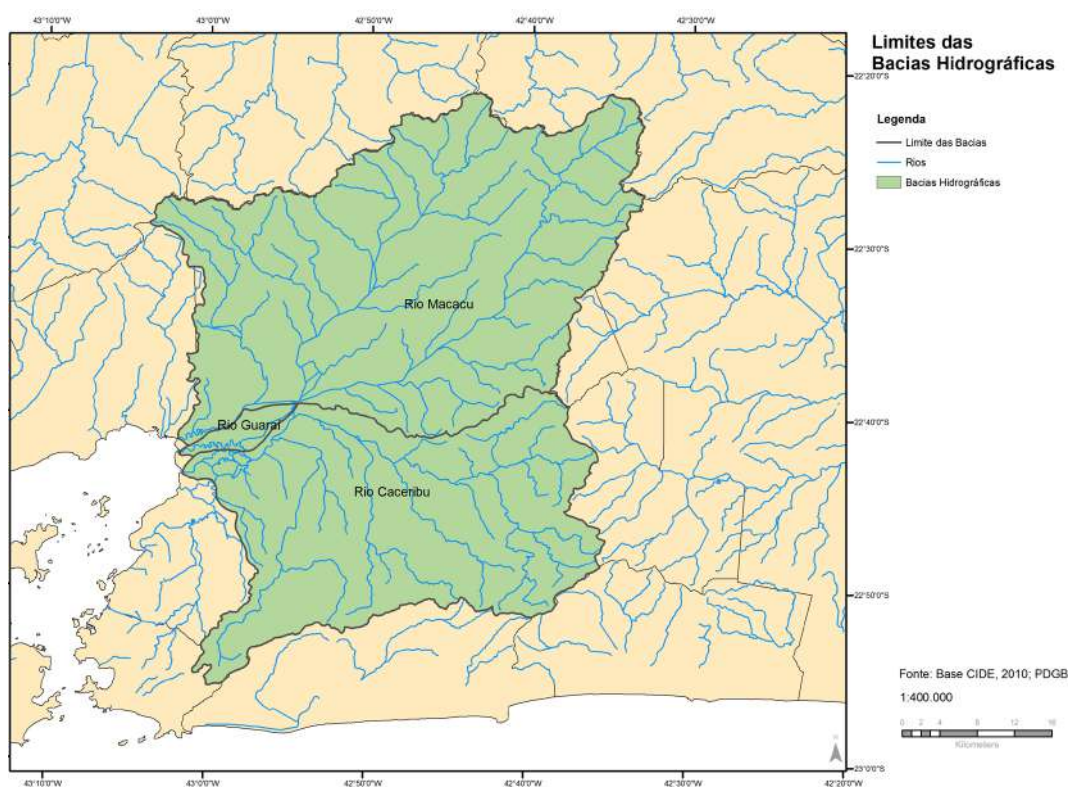 43°10'0"W 43°0'0"W 42°50'0"W 42°40'0"W 42°30'0"W
Limites das
Bacias Hidrográficas
22°20'0"S
Legenda
Limite das Bacias
Rios
Bacias Hidrográficas
22°30'0"S
Rio Macacu
22°40'0"S
Rio Guaraí
Rio Caceribu
22°50'0"S
Fonte: Base CIDE, 2010; PDGB
1:400.000
0 2 4 8 12 16
Kilometers
N
23°0'0"S
43°10'0"W 43°0'0"W 42°50'0"W 42°40'0"W 42°30'0"W 42°20'0"W